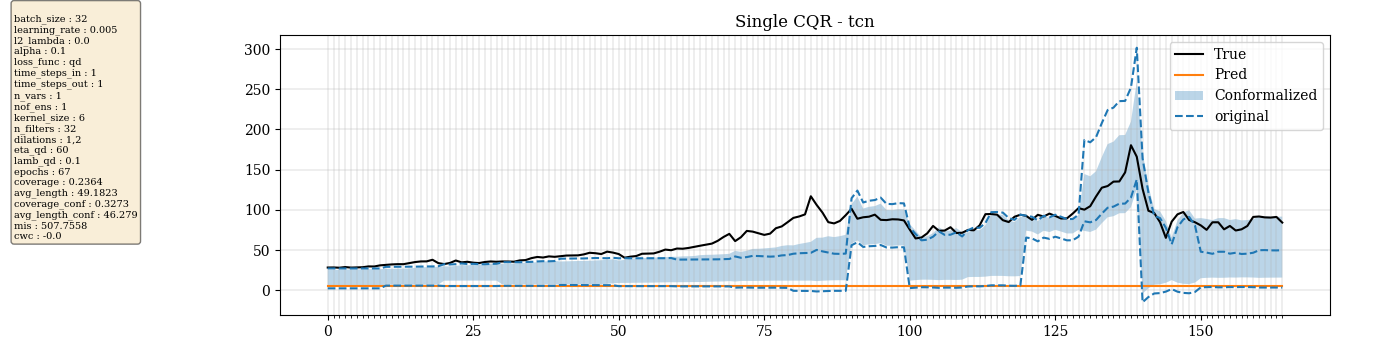 batch_size : 32
learning_rate : 0.005
l2_lambda : 0.0
alpha : 0.1
loss_func : qd
time_steps_in : 1
time_steps_out : 1
n_vars : 1
nof_ens : 1
kernel_size : 6
n_filters : 32
dilations : 1,2
eta_qd : 60
lamb_qd : 0.1
epochs : 67
coverage : 0.2364
avg_length : 49.1823
coverage_conf : 0.3273
avg_length_conf : 46.279
mis : 507.7558
cwc : -0.0
Single CQR - tcn
300
250
200
150
100
50
0
0 25 50 75 100 125 150
True
Pred
Conformalized
original